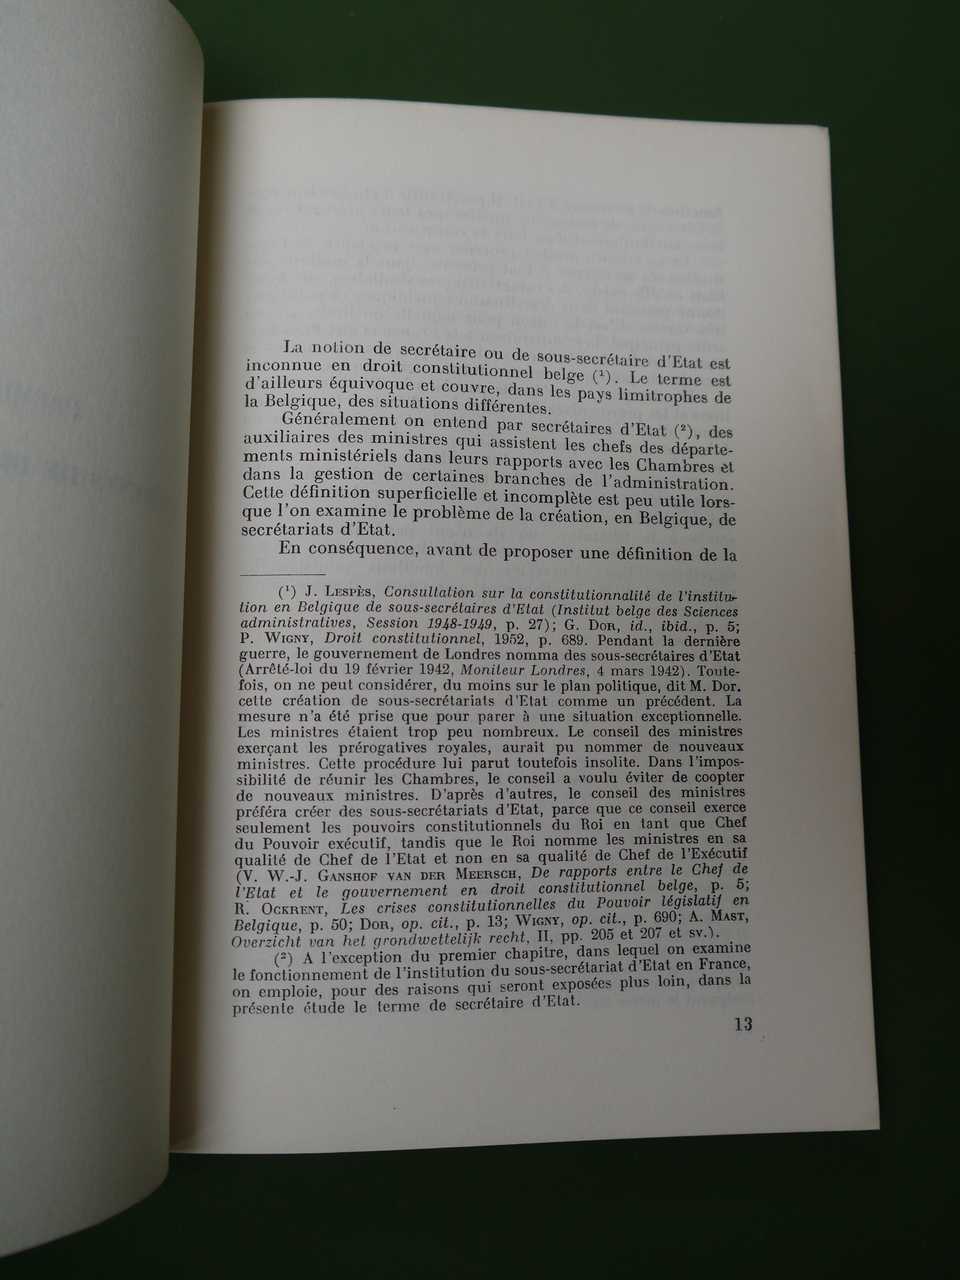 La notion de secrétaire ou de sous-secrétaire d'Etat est
inconnue en droit constitutionnel belge (¹). Le terme est
d'ailleurs équivoque et couvre, dans les pays limitrophes de
la Belgique, des situations différentes.
Généralement on entend par secrétaires d'Etat (²), des
auxiliaires des ministres qui assistent les chefs des départe-
ments ministériels dans leurs rapports avec les Chambres et
dans la gestion de certaines branches de l'administration.
Cette définition superficielle et incomplète est peu utile lors-
que l'on examine le problème de la création, en Belgique, de
secrétariats d'Etat.
En conséquence, avant de proposer une définition de la
(¹) J. LESPÈS, Consultation sur la constitutionnalité de l'institu-
tion en Belgique de sous-secrétaires d'Etat (Institut belge des Sciences
administratives, Session 1948-1949, p. 27); G. DOR, id., ibid., p. 5;
P. WIGNY, Droit constitutionnel, 1952, p. 689. Pendant la dernière
guerre, le gouvernement de Londres nomma des sous-secrétaires d'Etat
(Arrêté-loi du 19 février 1942, Moniteur Londres, 4 mars 1942). Toute-
fois, on ne peut considérer, du moins sur le plan politique, dit M. Dor,
cette création de sous-secrétariats d'Etat comme un précédent. La
mesure n'a été prise que pour parer à une situation exceptionnelle.
Les ministres étaient trop peu nombreux. Le conseil des ministres
exerçant les prérogatives royales, aurait pu nommer de nouveaux
ministres. Cette procédure lui parut toutefois insolite. Dans l'impos-
sibilité de réunir les Chambres, le conseil a voulu éviter de coopter
de nouveaux ministres. D'après d'autres, le conseil des ministres
préféra créer des sous-secrétariats d'Etat, parce que ce conseil exerce
seulement les pouvoirs constitutionnels du Roi en tant que Chef
du Pouvoir exécutif, tandis que le Roi nomme les ministres en sa
qualité de Chef de l'Etat et non en sa qualité de Chef de l'Exécutif
(V. W.-J. GANSHOF VAN DER MEERSCH, De rapports entre le Chef de
l'Etat et le gouvernement en droit constitutionnel belge, p. 5;
R. OCKRENT, Les crises constitutionnelles du Pouvoir législatif en
Belgique, p. 50; DOR, op. cit., p. 13; WIGNY, op. cit., p. 690; A. MAST,
Overzicht van het grondwettelijk recht, II, pp. 205 et 207 et sv.).
(²) A l'exception du premier chapitre, dans lequel on examine
le fonctionnement de l'institution du sous-secrétariat d'Etat en France,
on emploie, pour des raisons qui seront exposées plus loin, dans la
présente étude le terme de secrétaire d'Etat.
13